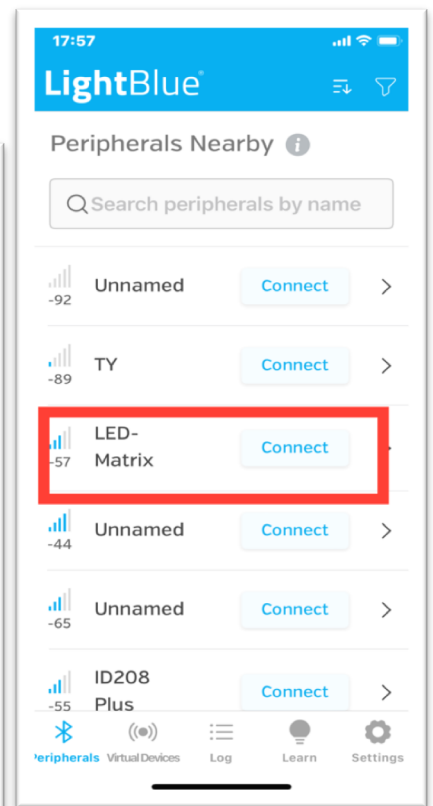 17:57
LightBlue®
Peripherals Nearby i
Search peripherals by name
-92 Unnamed Connect
-89 TY Connect
LED-
-57 Matrix Connect
-44 Unnamed Connect
-65 Unnamed Connect
ID208
-55 Plus Connect
Peripherals Virtual Devices Log Learn Settings